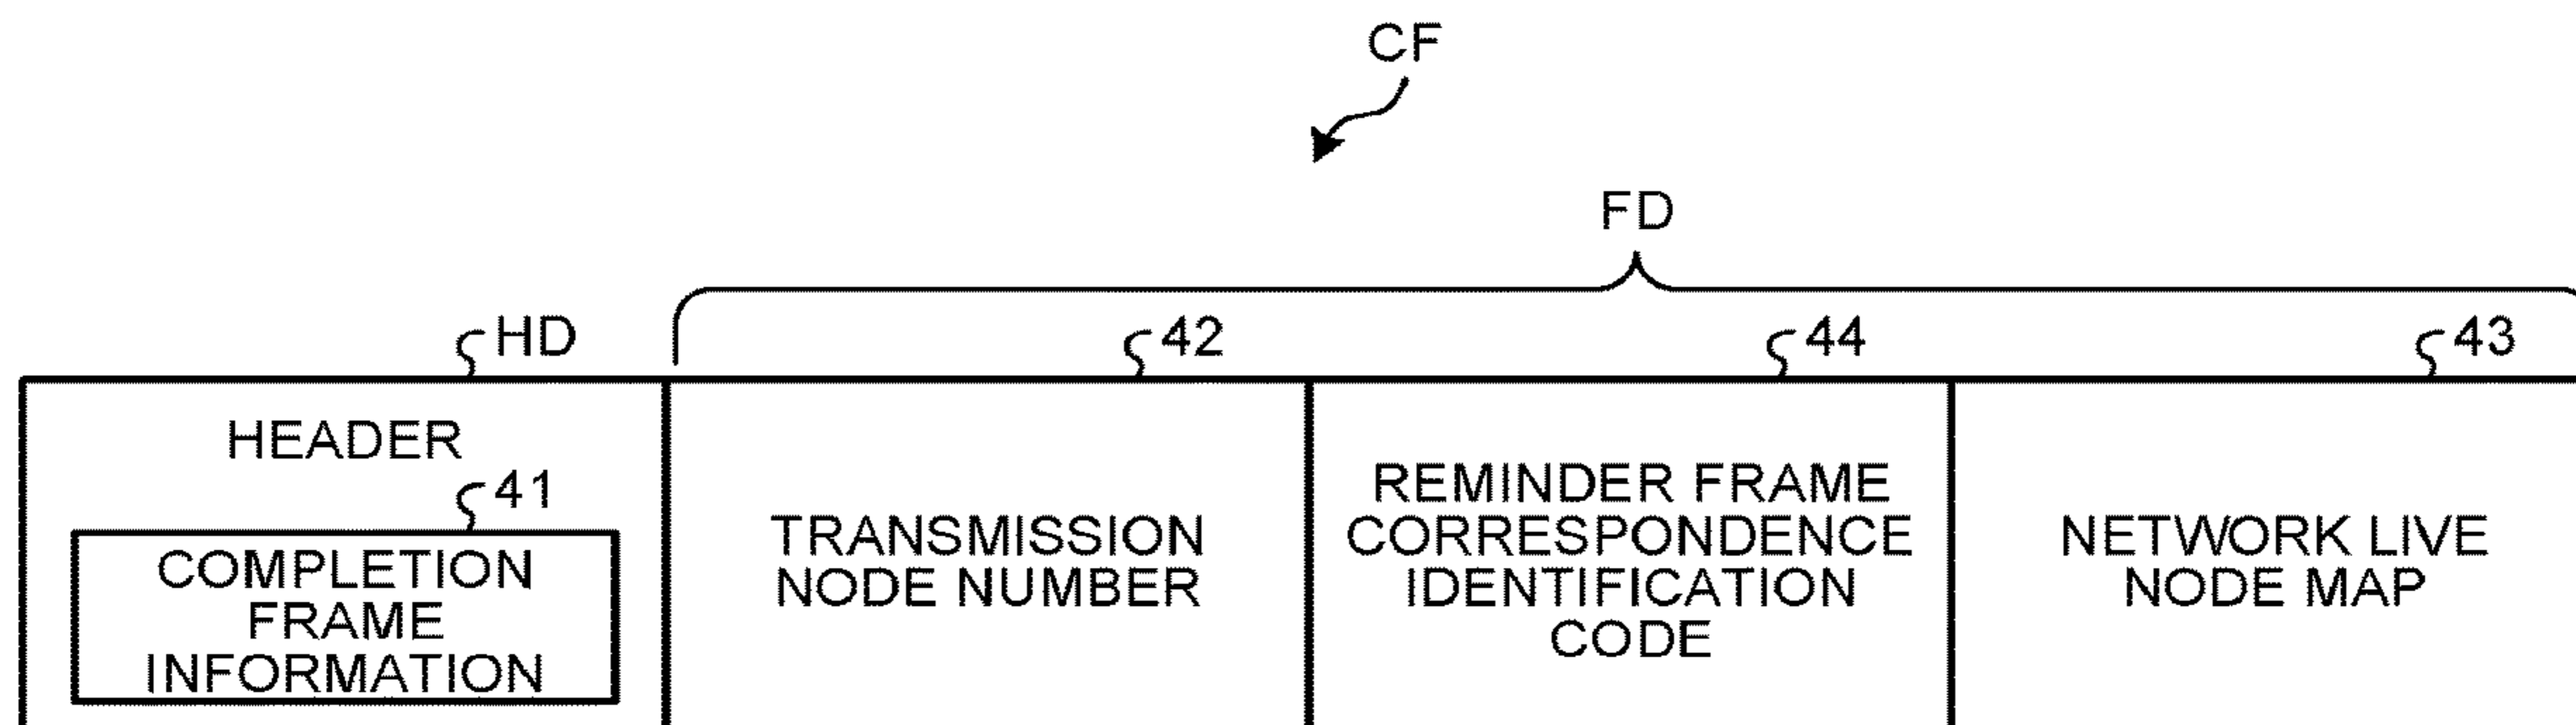 CF
FD
HD
42
44
43
HEADER
41
COMPLETION
FRAME
INFORMATION
TRANSMISSION
NODE NUMBER
REMINDER FRAME
CORRESPONDENCE
IDENTIFICATION
CODE
NETWORK LIVE
NODE MAP